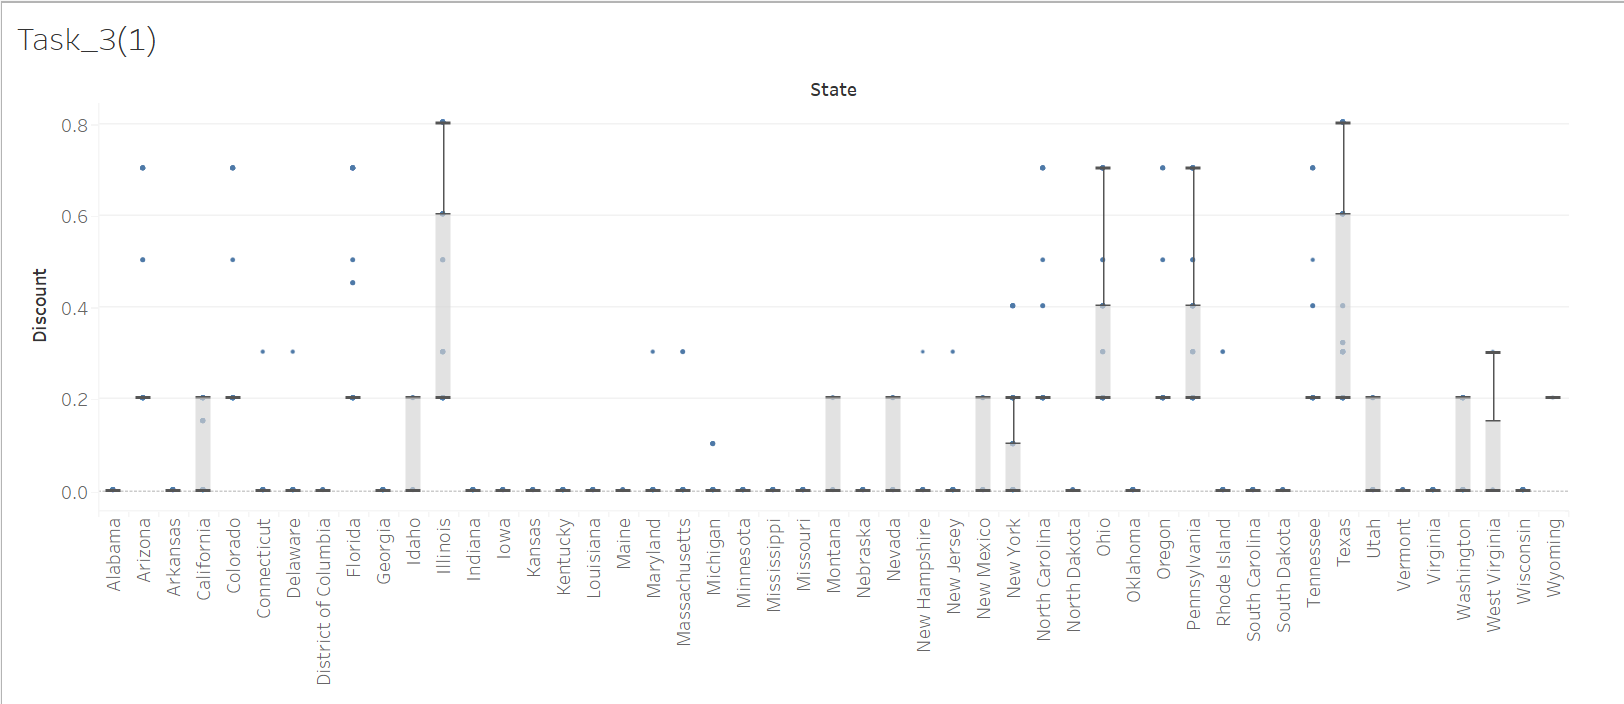 Task_3(1)
State
Discount
0.8
0.6
0.4
0.2
0.0
Alabama
Arizona
Arkansas
California
Colorado
Connecticut
Delaware
District of Columbia
Florida
Georgia
Idaho
Illinois
Indiana
Iowa
Kansas
Kentucky
Louisiana
Maine
Maryland
Massachusetts
Michigan
Minnesota
Mississippi
Missouri
Montana
Nebraska
Nevada
New Hampshire
New Jersey
New Mexico
New York
North Carolina
North Dakota
Ohio
Oklahoma
Oregon
Pennsylvania
Rhode Island
South Carolina
South Dakota
Tennessee
Texas
Utah
Vermont
Virginia
Washington
West Virginia
Wisconsin
Wyoming